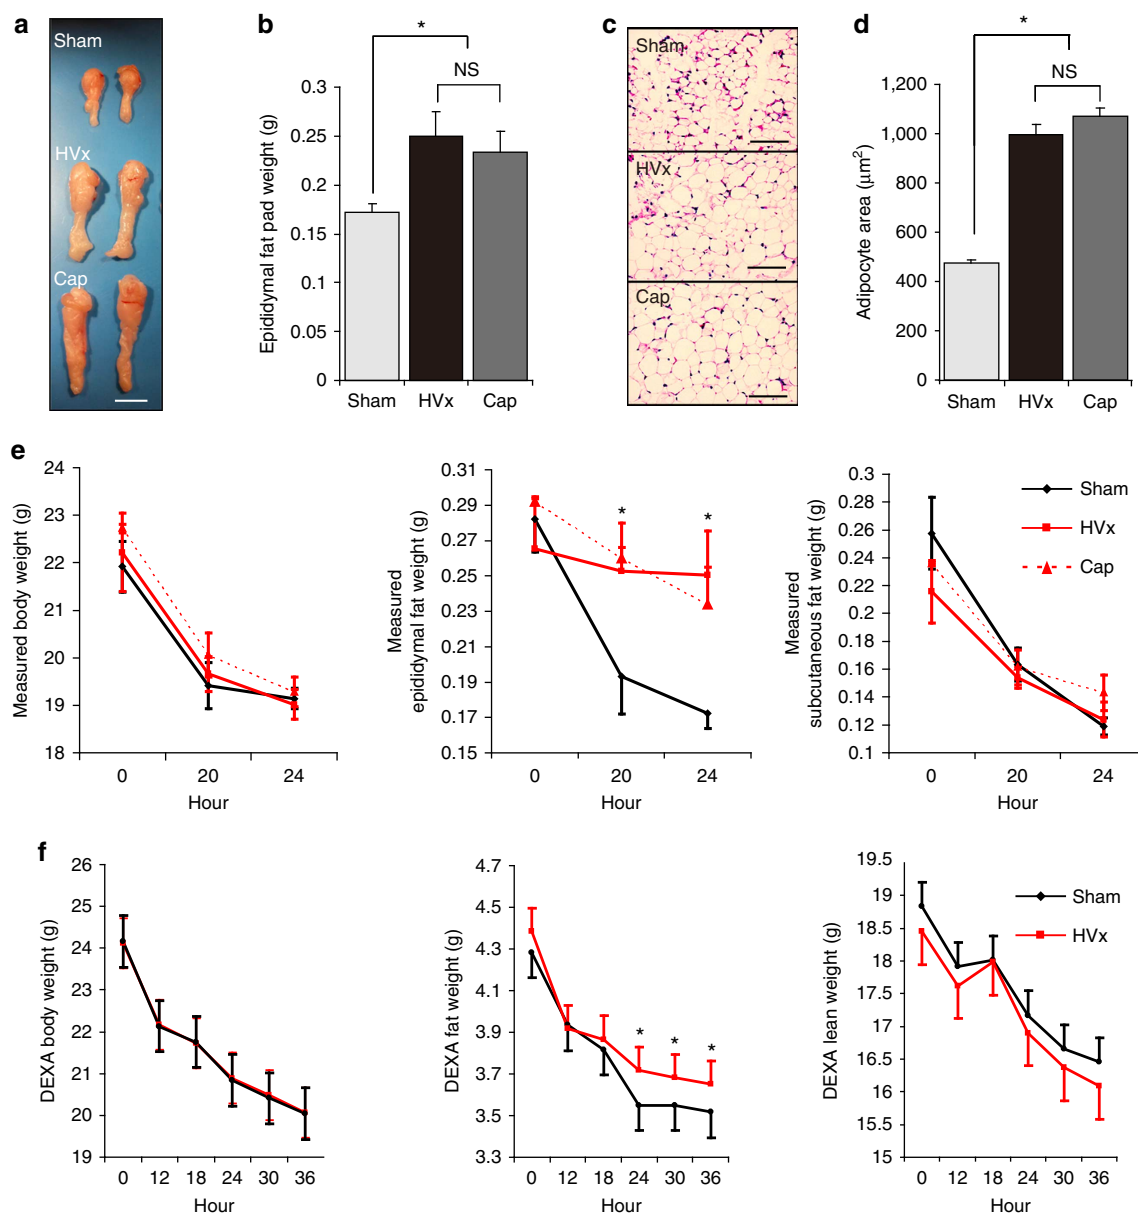 a
Sham
HVx
Cap
b
*
NS
Epididymal fat pad weight (g)
0.3
0.25
0.2
0.15
0.1
0.05
0
Sham HVx Cap
c
Sham
HVx
Cap
d
*
NS
Adipocyte area (μm²)
1,200
1,000
800
600
400
200
0
Sham HVx Cap
e
Measured body weight (g)
24
23
22
21
20
19
18
0 20 24
Hour
Measured
epididymal fat weight (g)
0.31
0.29
0.27
0.25
0.23
0.21
0.19
0.17
0.15
* *
0 20 24
Hour
Measured
subcutaneous fat weight (g)
0.3
0.28
0.26
0.24
0.22
0.2
0.18
0.16
0.14
0.12
0.1
0 20 24
Hour
Sham
HVx
Cap
f
DEXA body weight (g)
26
25
24
23
22
21
20
19
0 12 18 24 30 36
Hour
DEXA fat weight (g)
4.7
4.5
4.3
4.1
3.9
3.7
3.5
3.3
* * *
0 12 18 24 30 36
Hour
DEXA lean weight (g)
19.5
19
18.5
18
17.5
17
16.5
16
15.5
15
0 12 18 24 30 36
Hour
Sham
HVx